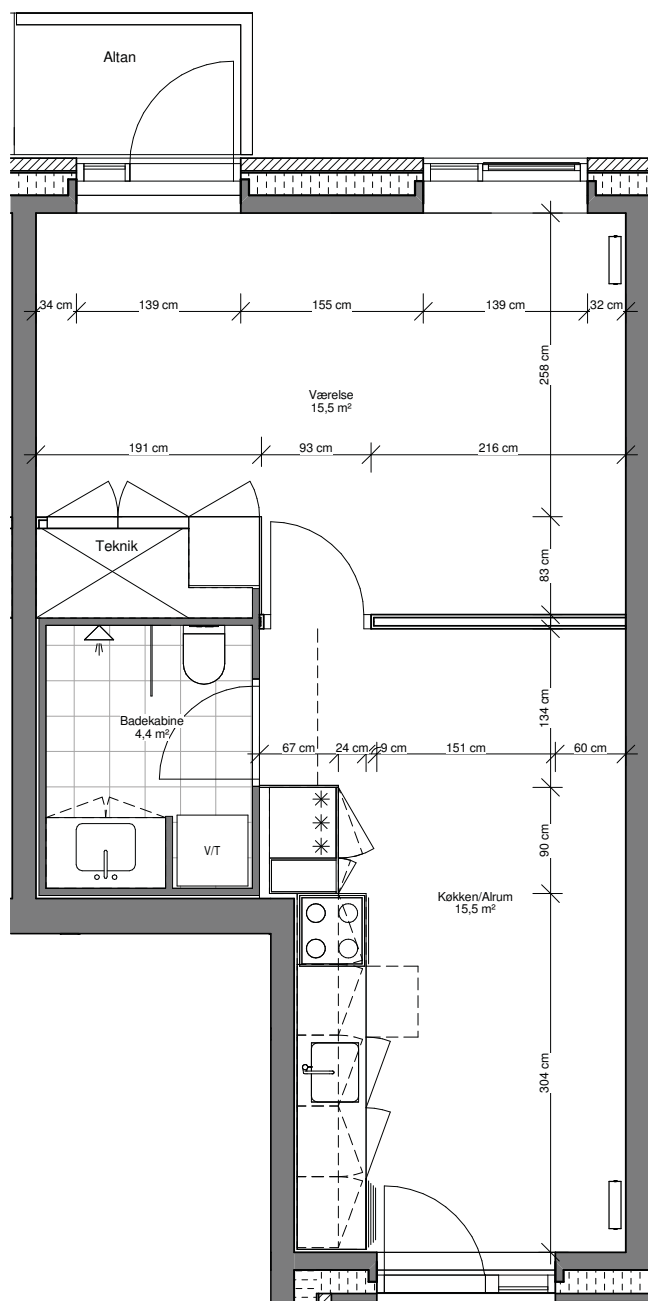 Altan
34 cm
139 cm
155 cm
139 cm
32 cm
258 cm
Værelse
15,5 m²
191 cm
93 cm
216 cm
Teknik
83 cm
134 cm
Badekabine
4,4 m²
67 cm
24 cm
9 cm
151 cm
60 cm
V/T
90 cm
Køkken/Alrum
15,5 m²
304 cm